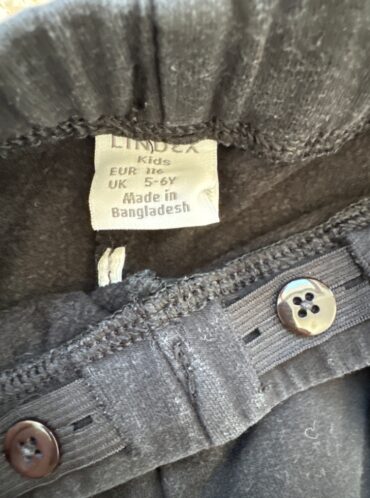 LINDEX
Kids
EUR 116
UK 5-6Y
Made in
Bangladesh